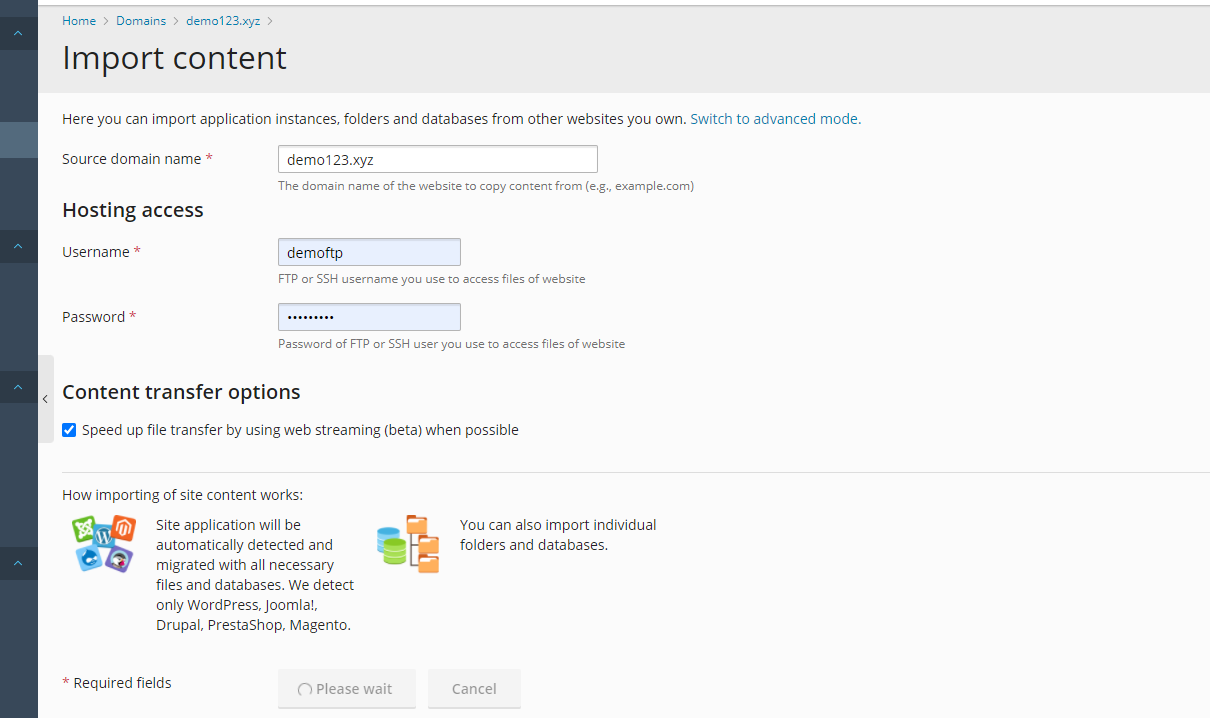 Home > Domains > demo123.xyz >
Import content
Here you can import application instances, folders and databases from other websites you own. Switch to advanced mode.
Source domain name * demo123.xyz
The domain name of the website to copy content from (e.g., example.com)
Hosting access
Username * demoftp
FTP or SSH username you use to access files of website
Password * •••••••••
Password of FTP or SSH user you use to access files of website
Content transfer options
Speed up file transfer by using web streaming (beta) when possible
How importing of site content works:
Site application will be
automatically detected and
migrated with all necessary
files and databases. We detect
only WordPress, Joomla!,
Drupal, PrestaShop, Magento.
You can also import individual
folders and databases.
* Required fields
Please wait
Cancel